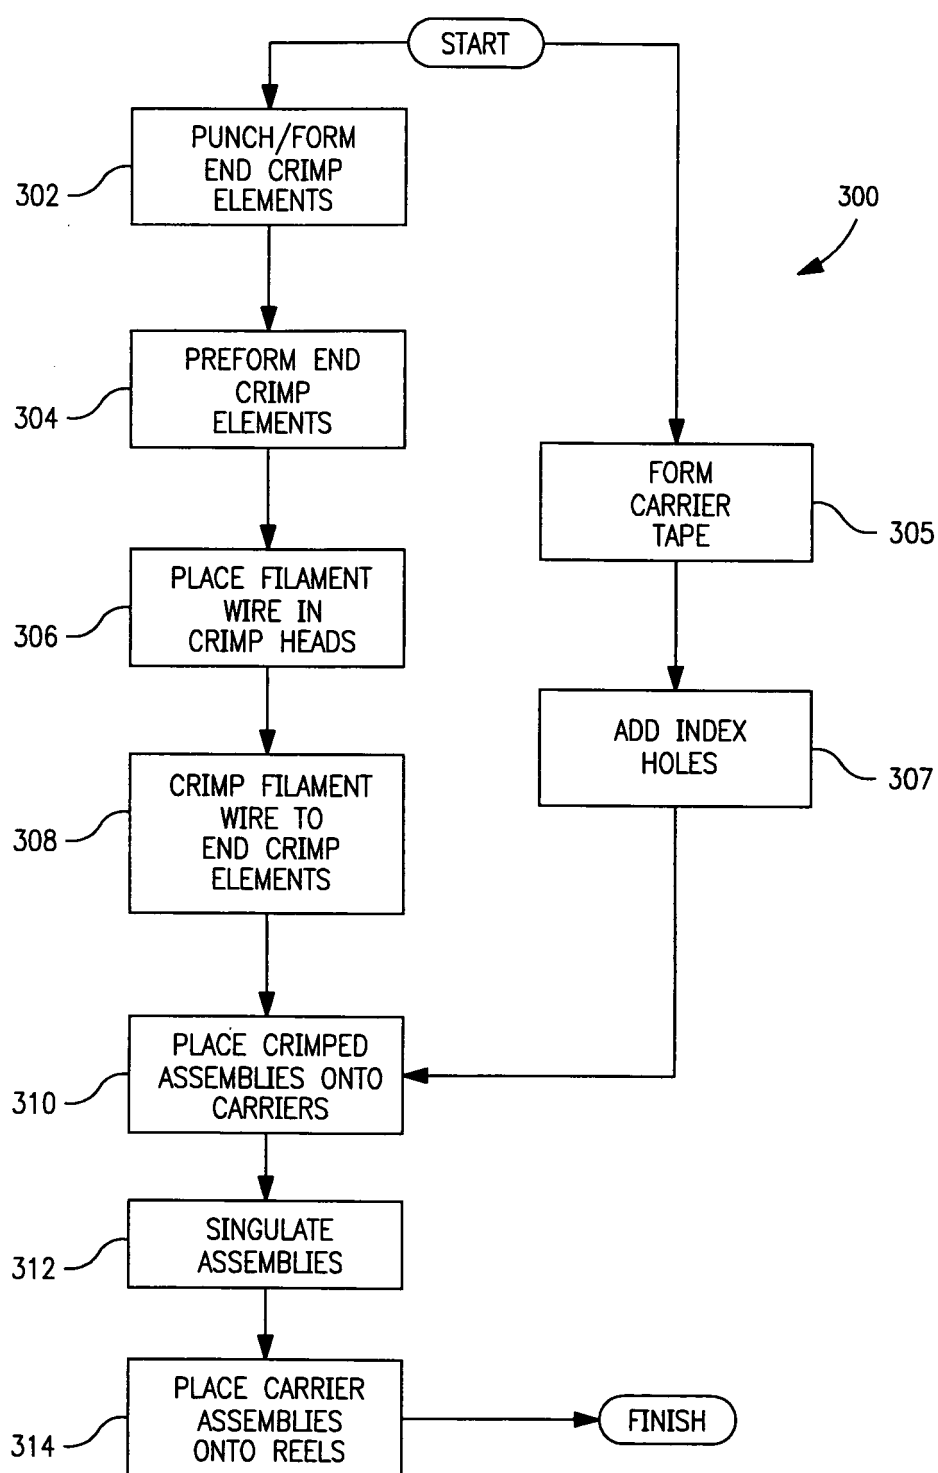 START
PUNCH/FORM
END CRIMP
ELEMENTS
302
300
PREFORM END
CRIMP
ELEMENTS
304
FORM
CARRIER
TAPE
305
PLACE FILAMENT
WIRE IN
CRIMP HEADS
306
ADD INDEX
HOLES
307
CRIMP FILAMENT
WIRE TO
END CRIMP
ELEMENTS
308
PLACE CRIMPED
ASSEMBLIES ONTO
CARRIERS
310
SINGULATE
ASSEMBLIES
312
PLACE CARRIER
ASSEMBLIES
ONTO REELS
314
FINISH